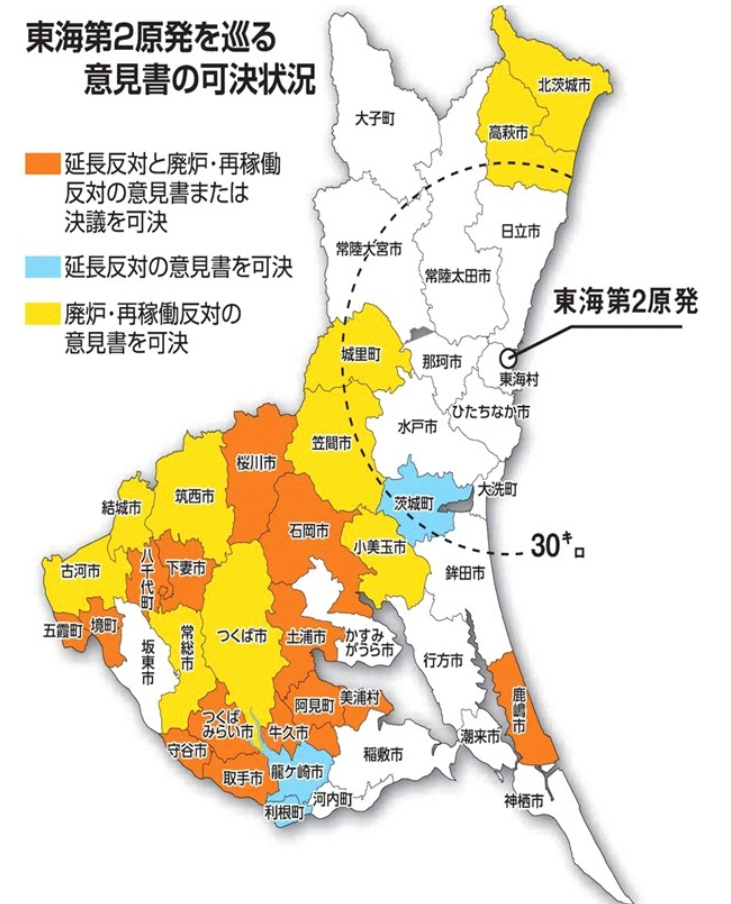 東海第2原発を巡る
意見書の可決状況
延長反対と廃炉・再稼働
反対の意見書または
決議を可決
延長反対の意見書を可決
廃炉・再稼働反対の
意見書を可決
北茨城市
大子町
高萩市
日立市
常陸大宮市
常陸太田市
東海第2原発
城里町
那珂市
東海村
ひたちなか市
水戸市
笠間市
桜川市
大洗町
筑西市
茨城町
結城市
石岡市
小美玉市
30㌔
古河市
八千代町
下妻市
鉾田市
五霞町
境町
坂東市
常総市
つくば市
土浦市
かすみ
がうら市
行方市
鹿嶋市
阿見町
美浦村
つくば
みらい市
牛久市
潮来市
守谷市
取手市
龍ケ崎市
稲敷市
利根町
河内町
神栖市